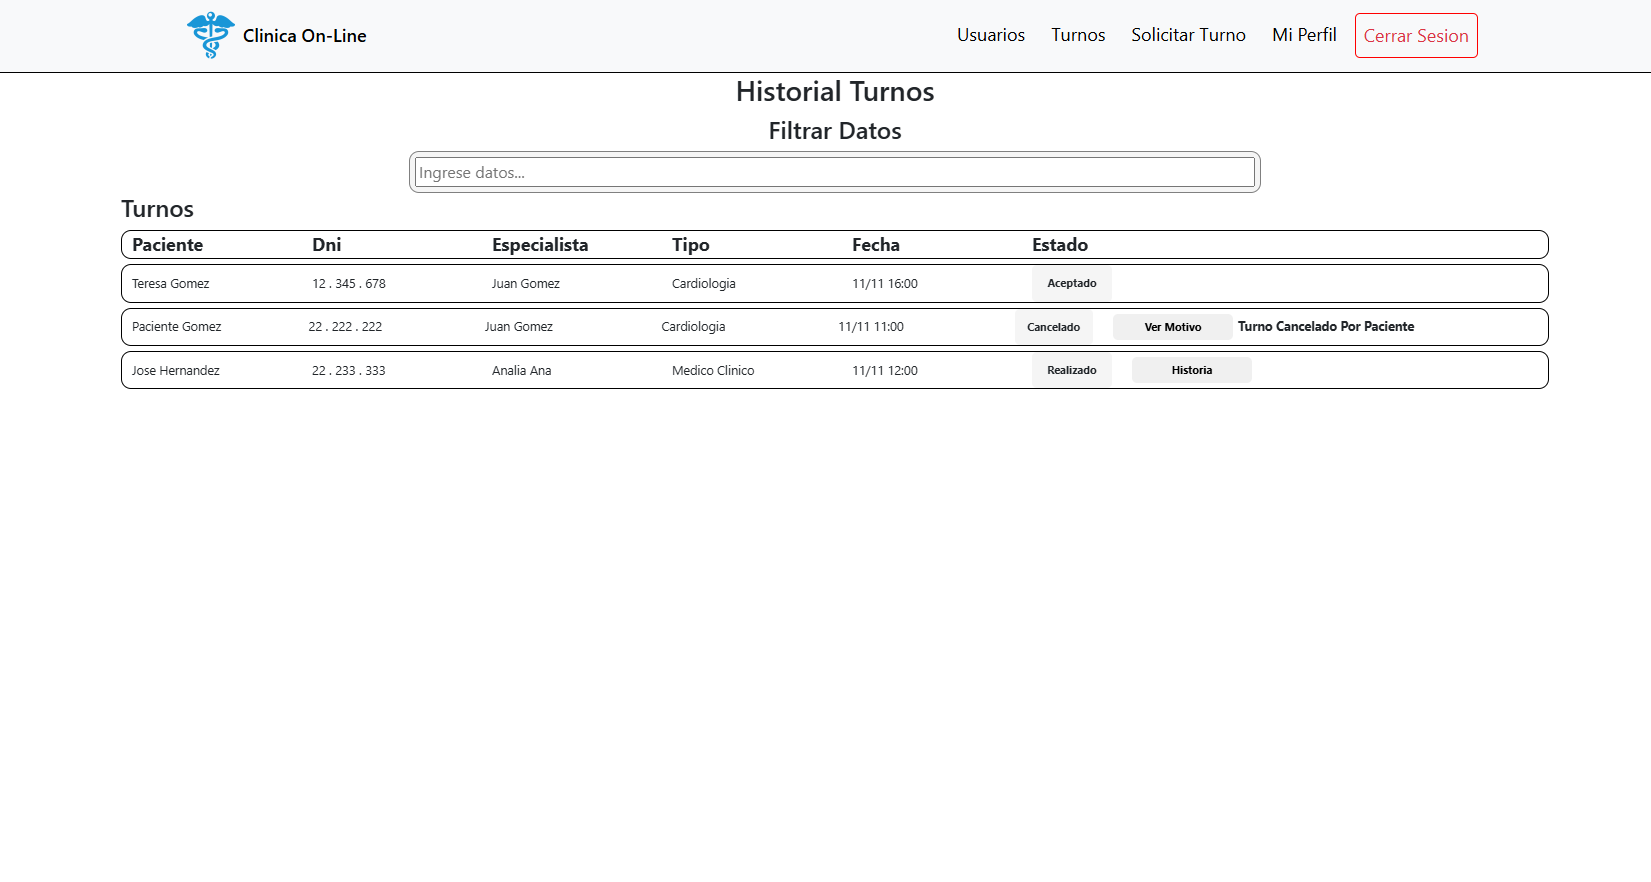 Clinica On-Line Usuarios Turnos Solicitar Turno Mi Perfil Cerrar Sesion
Historial Turnos
Filtrar Datos
Ingrese datos...
Turnos
Paciente Dni Especialista Tipo Fecha Estado
Teresa Gomez 12 . 345 . 678 Juan Gomez Cardiologia 11/11 16:00 Aceptado
Paciente Gomez 22 . 222 . 222 Juan Gomez Cardiologia 11/11 11:00 Cancelado Ver Motivo Turno Cancelado Por Paciente
Jose Hernandez 22 . 233 . 333 Analia Ana Medico Clinico 11/11 12:00 Realizado Historia